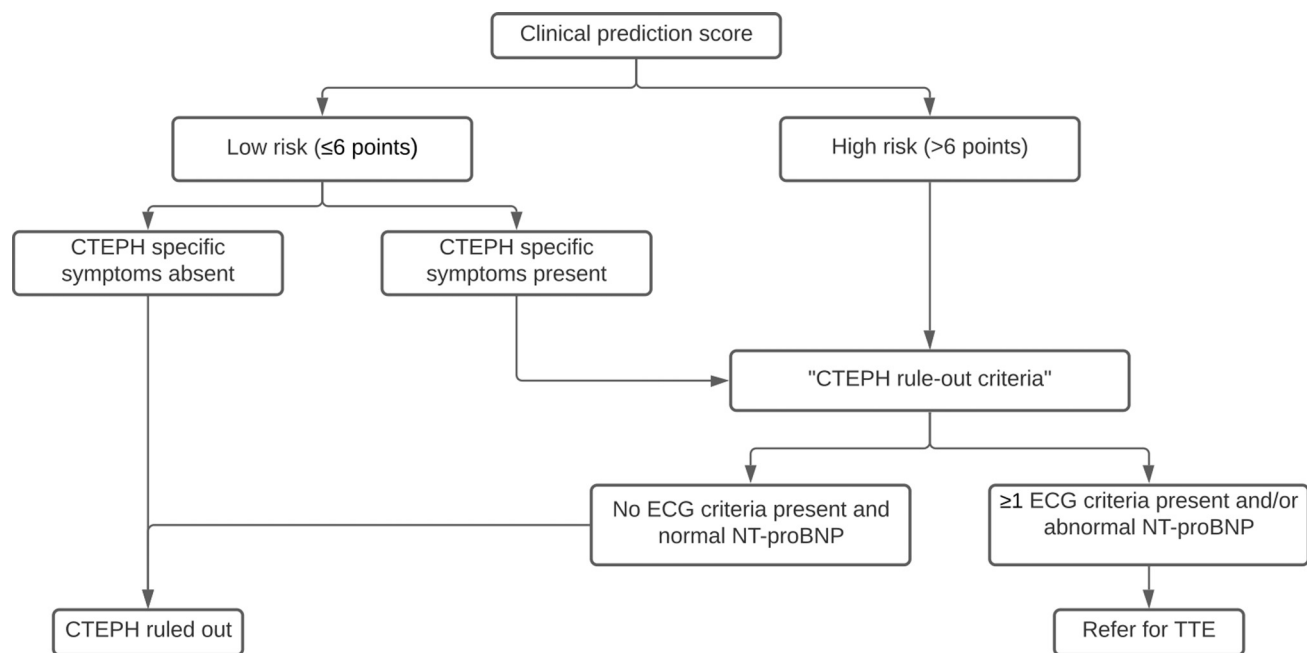 Clinical prediction score
Low risk (≤6 points)
High risk (>6 points)
CTEPH specific
symptoms absent
CTEPH specific
symptoms present
"CTEPH rule-out criteria"
No ECG criteria present and
normal NT-proBNP
≥1 ECG criteria present and/or
abnormal NT-proBNP
CTEPH ruled out
Refer for TTE